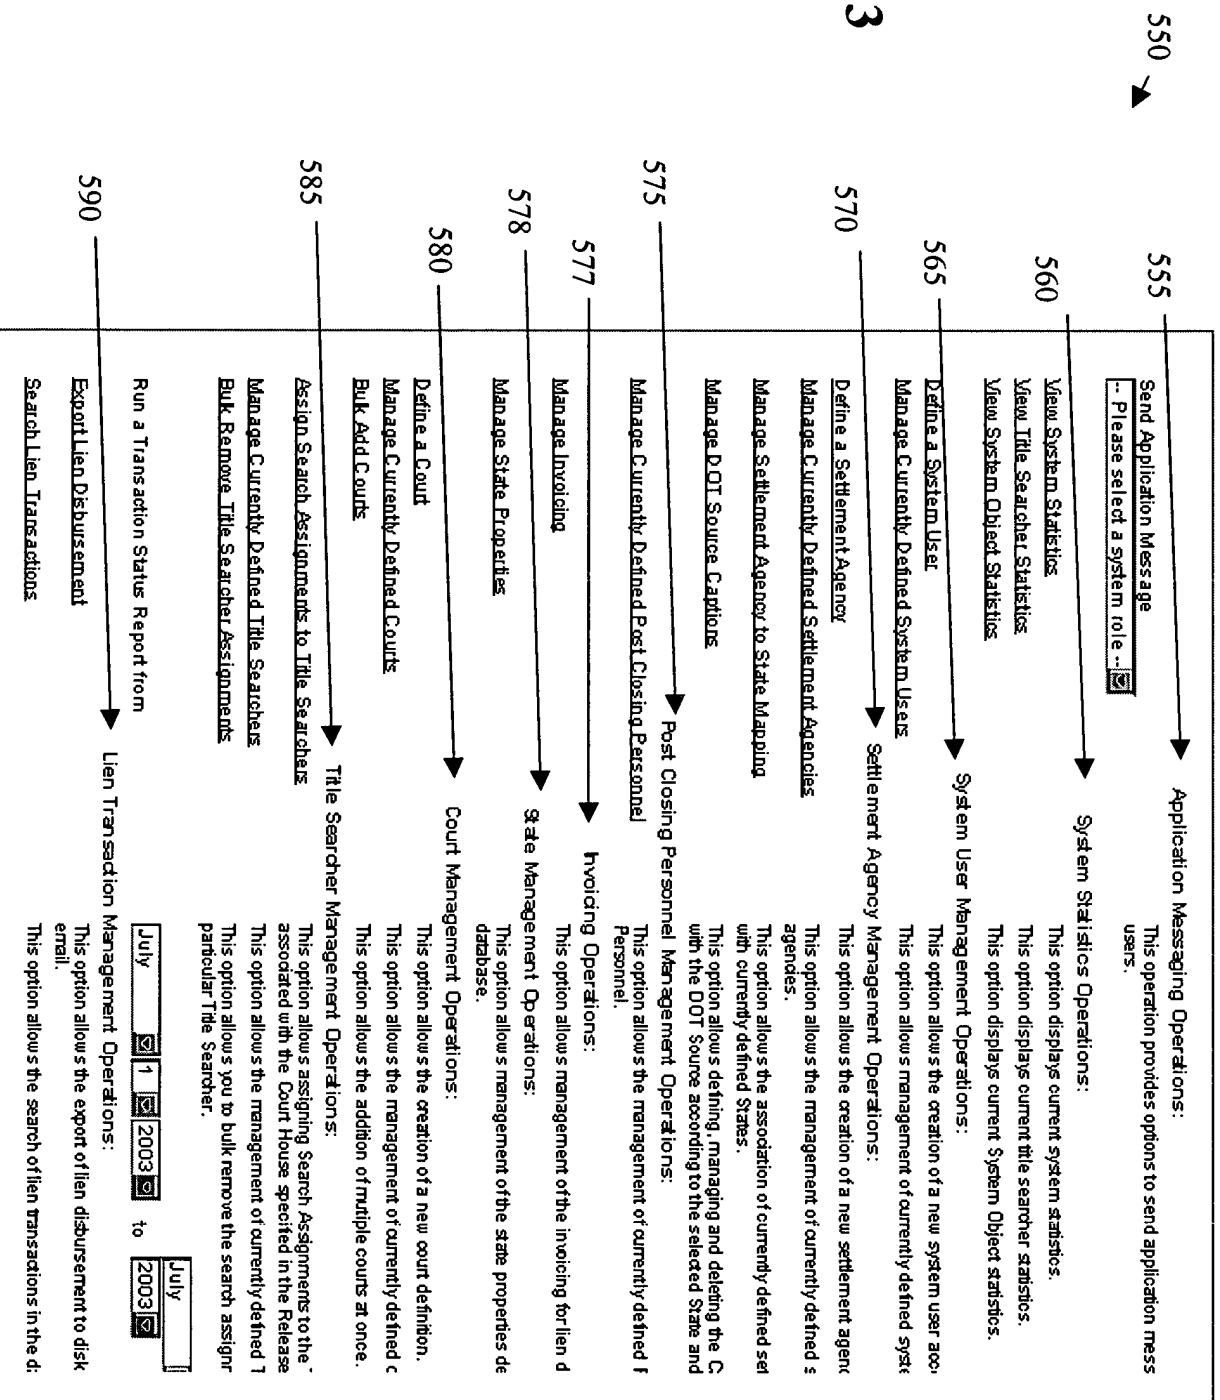 550
3
555
Application Messaging Operations:
Send Application Message
This operation provides options to send application mess
-- Please select a system role --
users.
560
System Statistics Operations:
View System Statistics
This option displays current system statistics.
View Title Searcher Statistics
This option displays current title searcher statistics.
View System Object Statistics
This option displays current System Object statistics.
565
System User Management Operations:
Define a System User
This option allows the creation of a new system user acc
Manage Currently Defined System Users
This option allows management of currently defined syste
570
Settlement Agency Management Operations:
Define a Settlement Agency
This option allows the creation of a new settlement agenc
Manage Currently Defined Settlement Agencies
This option allows the management of currently defined s
agencies.
Manage Settlement Agency to State Mapping
This option allows the association of currently defined set
with currently defined States.
Manage DOT Source Captions
This option allows defining, managing and deleting the C
with the DOT Source according to the selected State and
575
Post Closing Personnel Management Operations:
Manage Currently Defined Post Closing Personnel
This option allows the management of currently defined F
Personnel.
577
Invoicing Operations:
Manage Invoicing
This option allows management of the invoicing for lien d
578
State Management Operations:
Manage State Properties
This option allows management of the state properties de
database.
580
Court Management Operations:
Define a Court
This option allows the creation of a new court definition.
Manage Currently Defined Courts
This option allows the management of currently defined c
Bulk Add Courts
This option allows the addition of mutiple courts at once.
585
Title Searcher Management Operations:
Assign Search Assignments to Title Searchers
This option allows assigning Search Assignments to the
associated with the Court House specified in the Release
Manage Currently Defined Title Searchers
This option allows the management of currently defined T
Bulk Remove Title Searcher Assignments
This option allows you to bulk remove the search assignr
particular Title Searcher.
590
Lien Transaction Management Operations:
Run a Transaction Status Report from
July 1 2003 to July
2003
Export Lien Disbursement
This option allows the export of lien disbursement to disk
email.
Search Lien Transactions
This option allows the search of lien transactions in the d